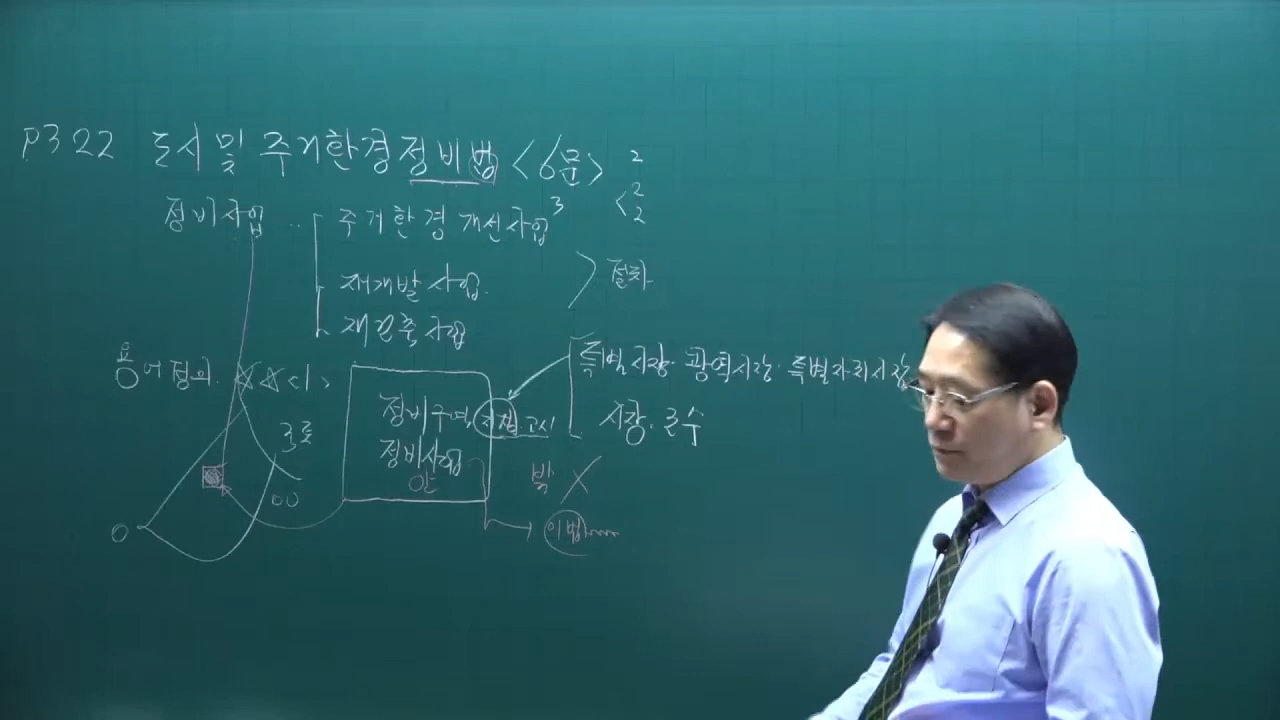 P322 도시 및 주거환경정비법 <6문> 2
< 2
2
정비사업 .. 주거환경 개선사업 3
재개발 사업 > 절차
재건축 사업
용어정의 ☆☆<1>
특별시장· 광역시장· 특별자치시장
시장· 군수
정비구역 지정·고시
정비사업
안
밖 X
이 법